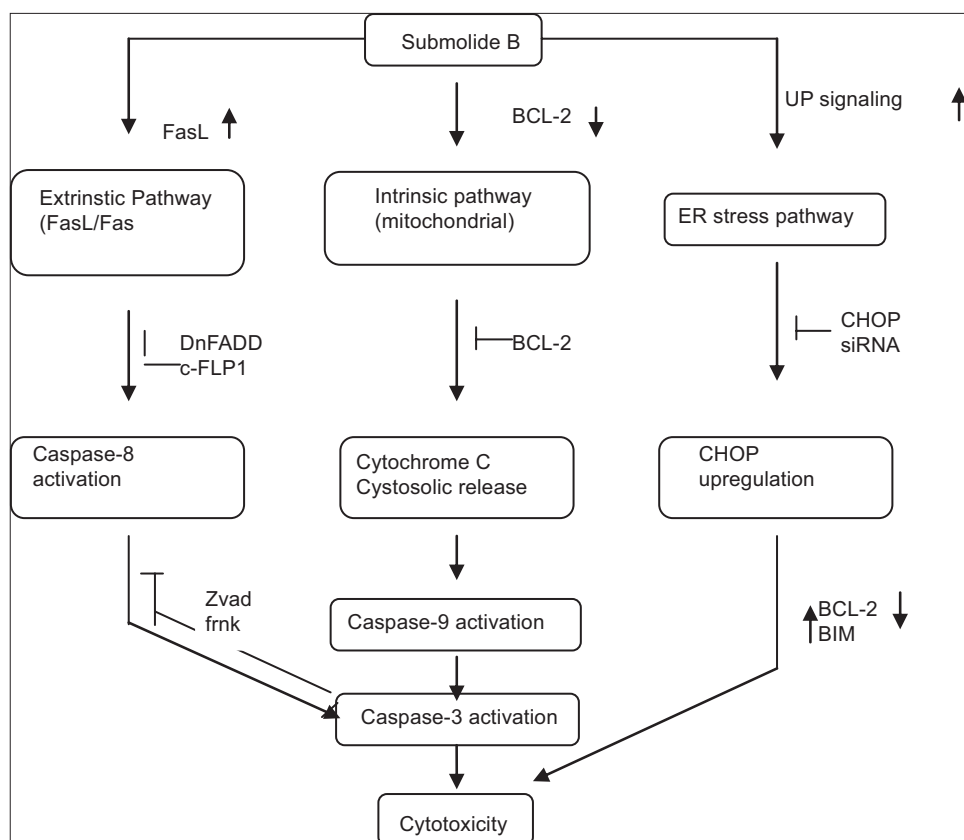 Submolide B
FasL
BCL-2
UP signaling
Extrinstic Pathway
(FasL/Fas
Intrinsic pathway
(mitochondrial)
ER stress pathway
DnFADD
c-FLP1
BCL-2
CHOP
siRNA
Caspase-8
activation
Cytochrome C
Cystosolic release
CHOP
upregulation
Zvad
frnk
Caspase-9 activation
BCL-2
BIM
Caspase-3 activation
Cytotoxicity